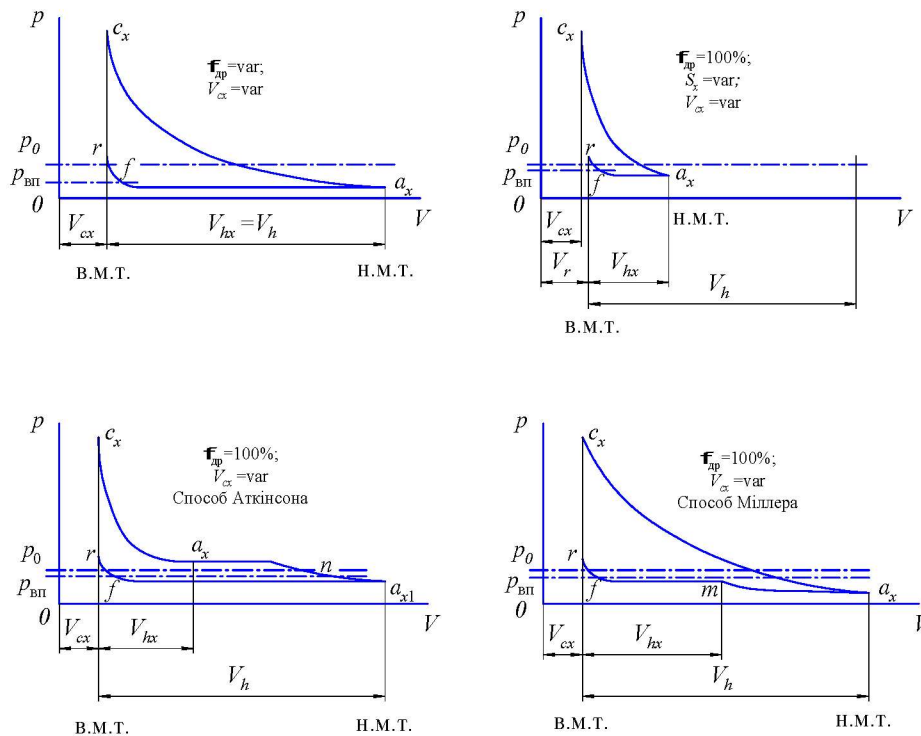 p
c_x
f_др =var;
V_cx =var
p_0
r
f
p_вп
a_x
0
V
V_cx
V_hx = V_h
В.М.Т.
Н.М.Т.
p
c_x
f_др =100%;
S_x =var;
V_cx =var
p_0
r
p_вп
a_x
f
0
Н.М.Т.
V
V_cx
V_r
V_hx
V_h
В.М.Т.
p
c_x
f_др =100%;
V_cx =var
Спосоаб Аткінсона
p_0
r
a_x
n
p_вп
f
a_x1
0
V
V_cx
V_hx
V_h
В.М.Т.
Н.М.Т.
p
c_x
f_др =100%;
V_cx =var
Способ Міллера
p_0
r
p_вп
f
m
a_x
0
V
V_cx
V_hx
V_h
В.М.Т.
Н.М.Т.